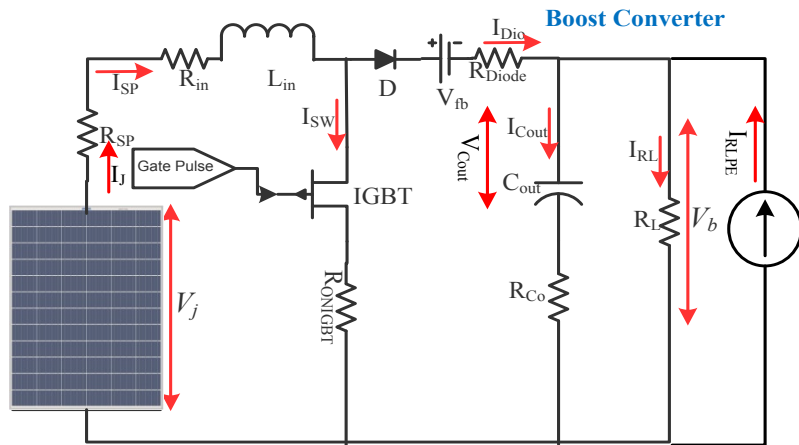 Boost Converter
I_SP
R_in
L_in
D
V_fb
I_Dio
R_Diode
R_SP
I_J
Gate Pulse
I_SW
IGBT
R_ONIGBT
V_Cout
I_Cout
C_out
R_Co
I_RL
R_L
V_b
I_RLPE
V_j